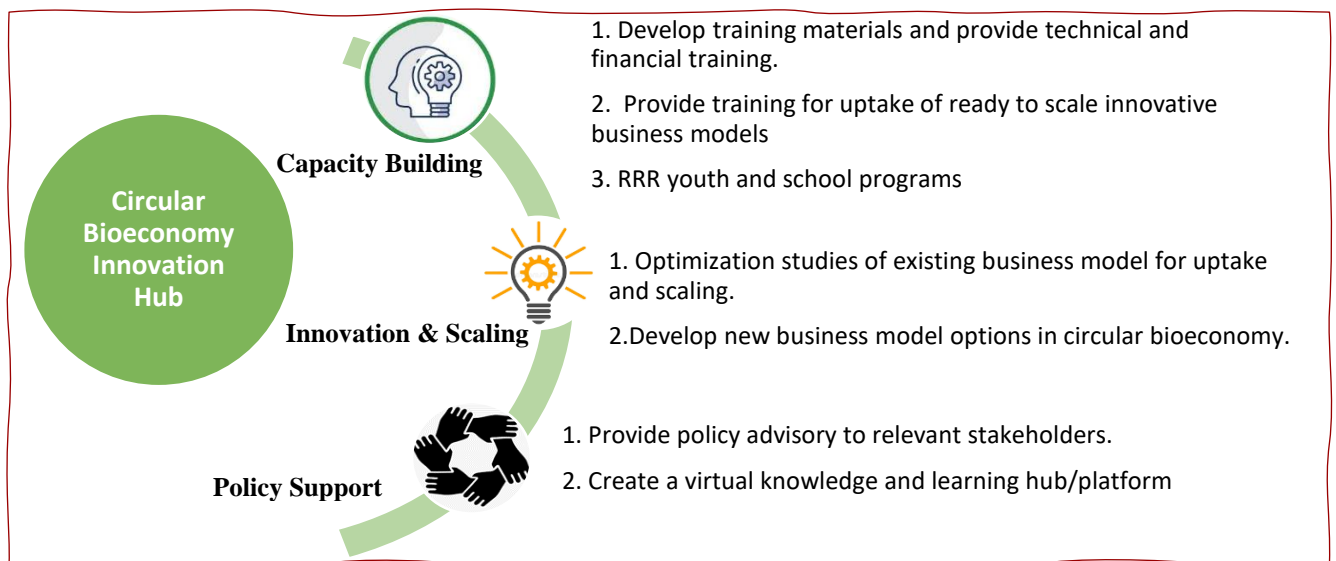 Circular
Bioeconomy
Innovation
Hub
Capacity Building
1. Develop training materials and provide technical and
financial training.
2. Provide training for uptake of ready to scale innovative
business models
3. RRR youth and school programs
Innovation & Scaling
1. Optimization studies of existing business model for uptake
and scaling.
2.Develop new business model options in circular bioeconomy.
Policy Support
1. Provide policy advisory to relevant stakeholders.
2. Create a virtual knowledge and learning hub/platform